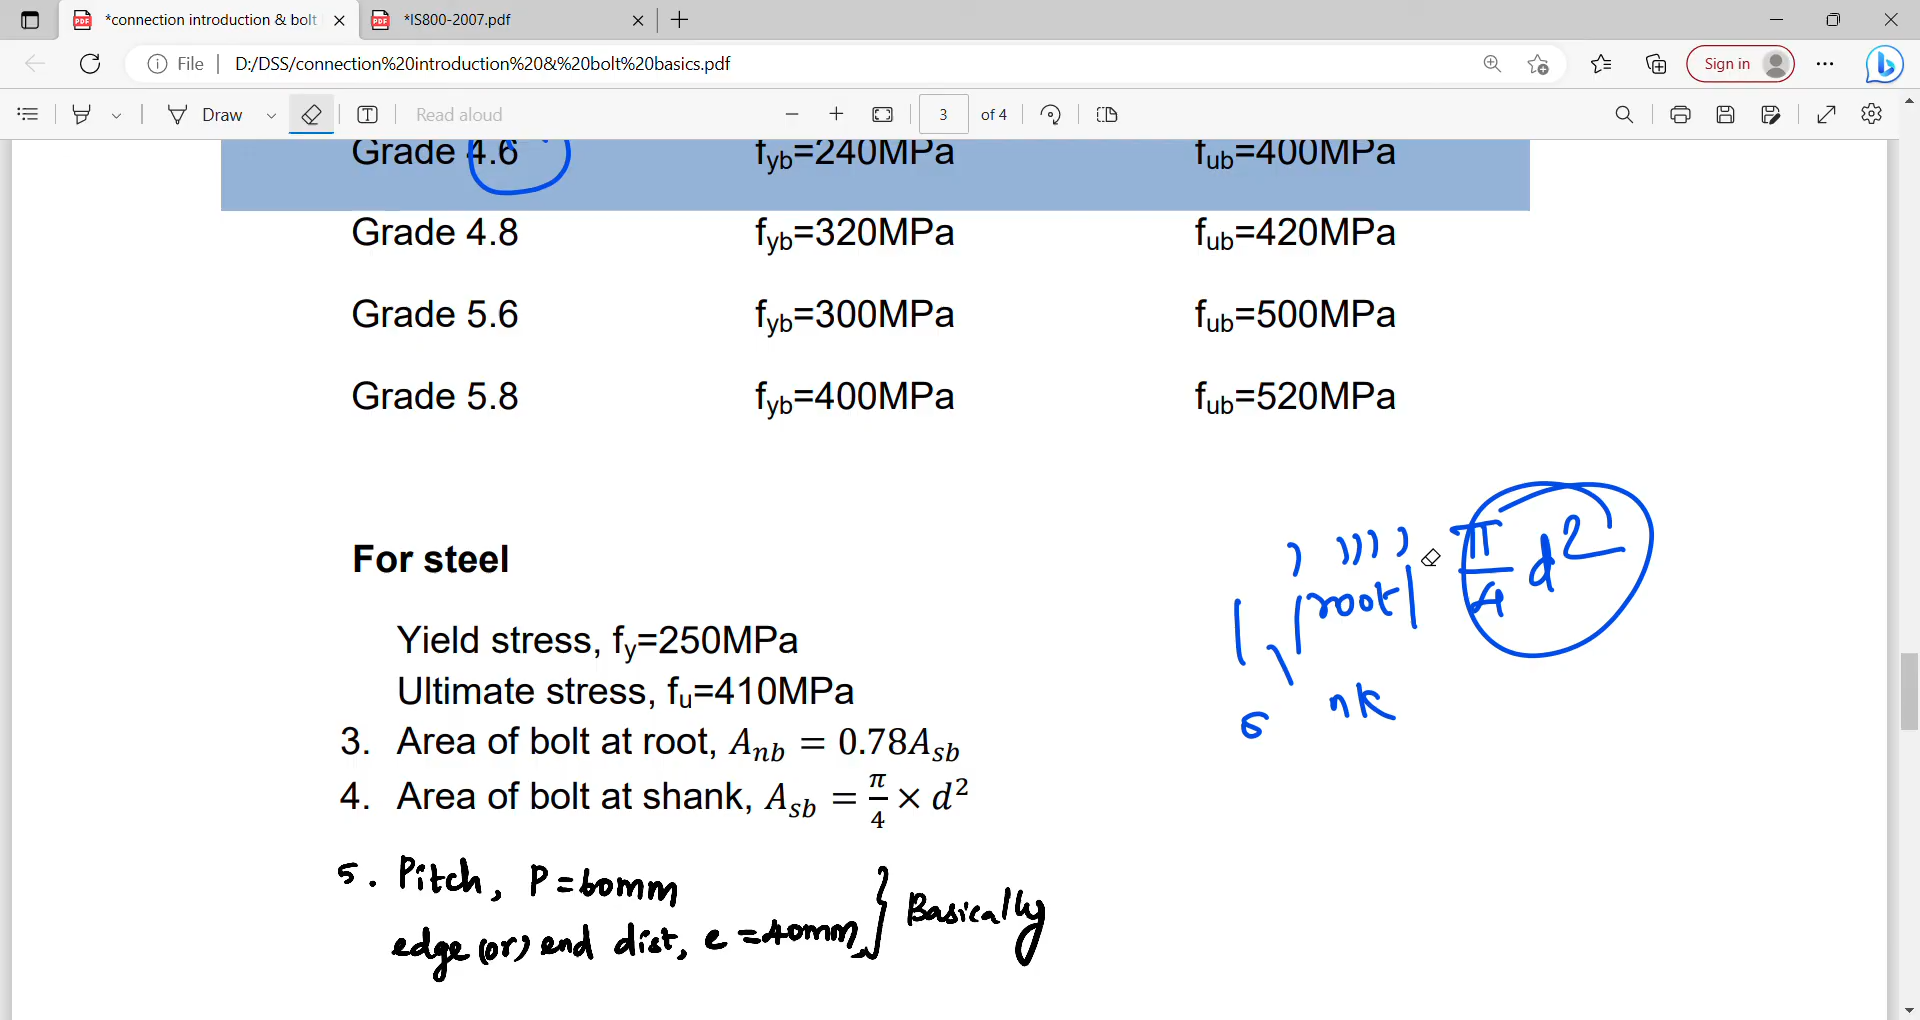 *connection introduction & bolt
*IS800-2007.pdf
File
D:/DSS/connection%20introduction%20&%20bolt%20basics.pdf
Sign in
Draw
Read aloud
3 of 4
Grade 4.6 fyb=240MPa fub=400MPa
Grade 4.8 fyb=320MPa fub=420MPa
Grade 5.6 fyb=300MPa fub=500MPa
Grade 5.8 fyb=400MPa fub=520MPa
π/4 d²
root
For steel
Yield stress, fy=250MPa
Ultimate stress, fu=410MPa
s nk
3. Area of bolt at root, Anb = 0.78Asb
4. Area of bolt at shank, Asb = π/4 × d²
5. Pitch, P=60mm
edge (or) end dist, e =40mm } Basically